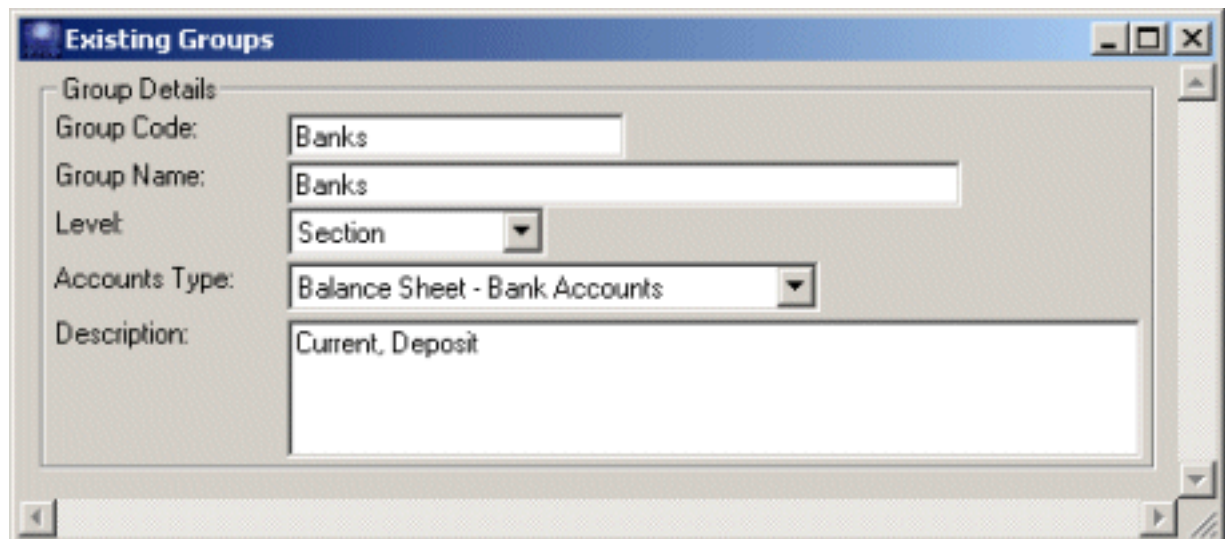 Existing Groups
Group Details
Group Code: Banks
Group Name: Banks
Level: Section
Accounts Type: Balance Sheet - Bank Accounts
Description: Current, Deposit